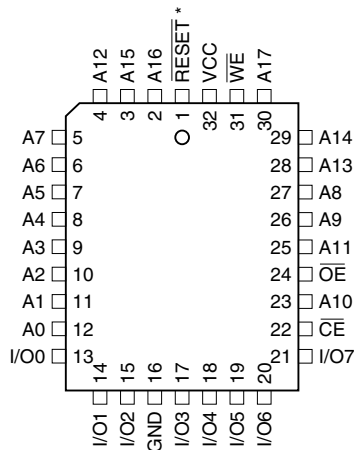 A12
A15
A16
RESET *
VCC
WE
A17
4
3
2
1
32
31
30
A7 5
A6 6
A5 7
A4 8
A3 9
A2 10
A1 11
A0 12
I/O0 13
29 A14
28 A13
27 A8
26 A9
25 A11
24 OE
23 A10
22 CE
21 I/O7
14
15
16
17
18
19
20
I/O1
I/O2
GND
I/O3
I/O4
I/O5
I/O6